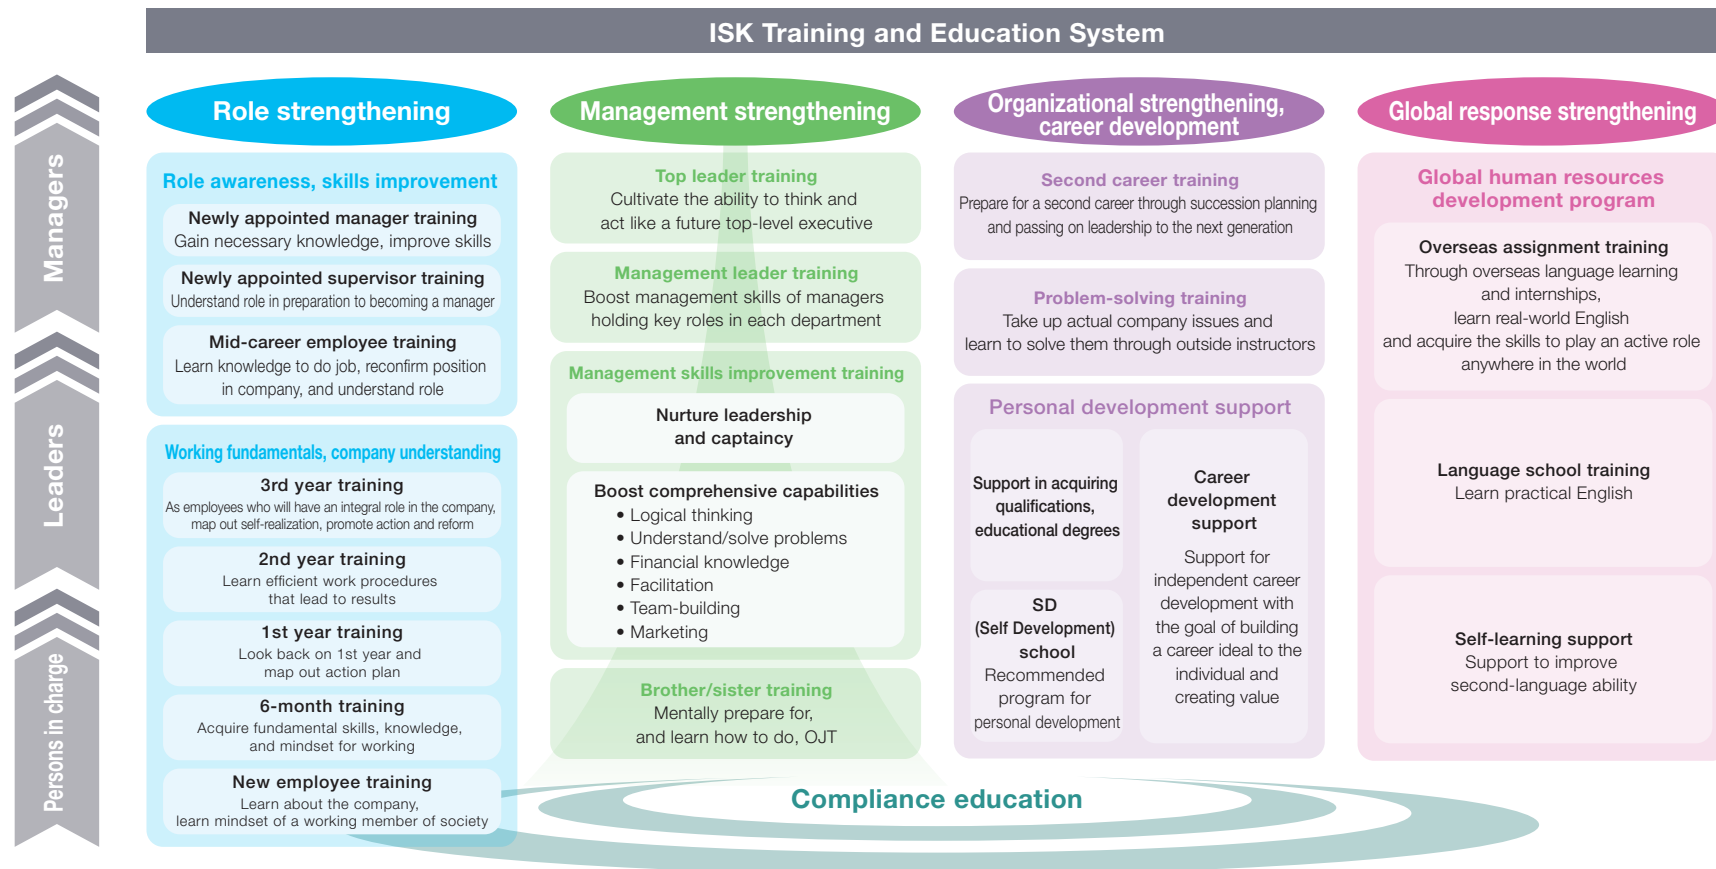 ISK Training and Education System
Managers
Leaders
Persons in charge
Role strengthening
Role awareness, skills improvement
Newly appointed manager training
Gain necessary knowledge, improve skills
Newly appointed supervisor training
Understand role in preparation to becoming a manager
Mid-career employee training
Learn knowledge to do job, reconfirm position
in company, and understand role
Working fundamentals, company understanding
3rd year training
As employees who will have an integral role in the company,
map out self-realization, promote action and reform
2nd year training
Learn efficient work procedures
that lead to results
1st year training
Look back on 1st year and
map out action plan
6-month training
Acquire fundamental skills, knowledge,
and mindset for working
New employee training
Learn about the company,
learn mindset of a working member of society
Management strengthening
Top leader training
Cultivate the ability to think and
act like a future top-level executive
Management leader training
Boost management skills of managers
holding key roles in each department
Management skills improvement training
Nurture leadership
and captaincy
Boost comprehensive capabilities
• Logical thinking
• Understand/solve problems
• Financial knowledge
• Facilitation
• Team-building
• Marketing
Brother/sister training
Mentally prepare for,
and learn how to do, OJT
Organizational strengthening,
career development
Second career training
Prepare for a second career through succession planning
and passing on leadership to the next generation
Problem-solving training
Take up actual company issues and
learn to solve them through outside instructors
Personal development support
Support in acquiring
qualifications,
educational degrees
SD
(Self Development)
school
Recommended
program for
personal development
Career
development
support
Support for
independent career
development with
the goal of building
a career ideal to the
individual and
creating value
Global response strengthening
Global human resources
development program
Overseas assignment training
Through overseas language learning
and internships,
learn real-world English
and acquire the skills to play an active role
anywhere in the world
Language school training
Learn practical English
Self-learning support
Support to improve
second-language ability
Compliance education